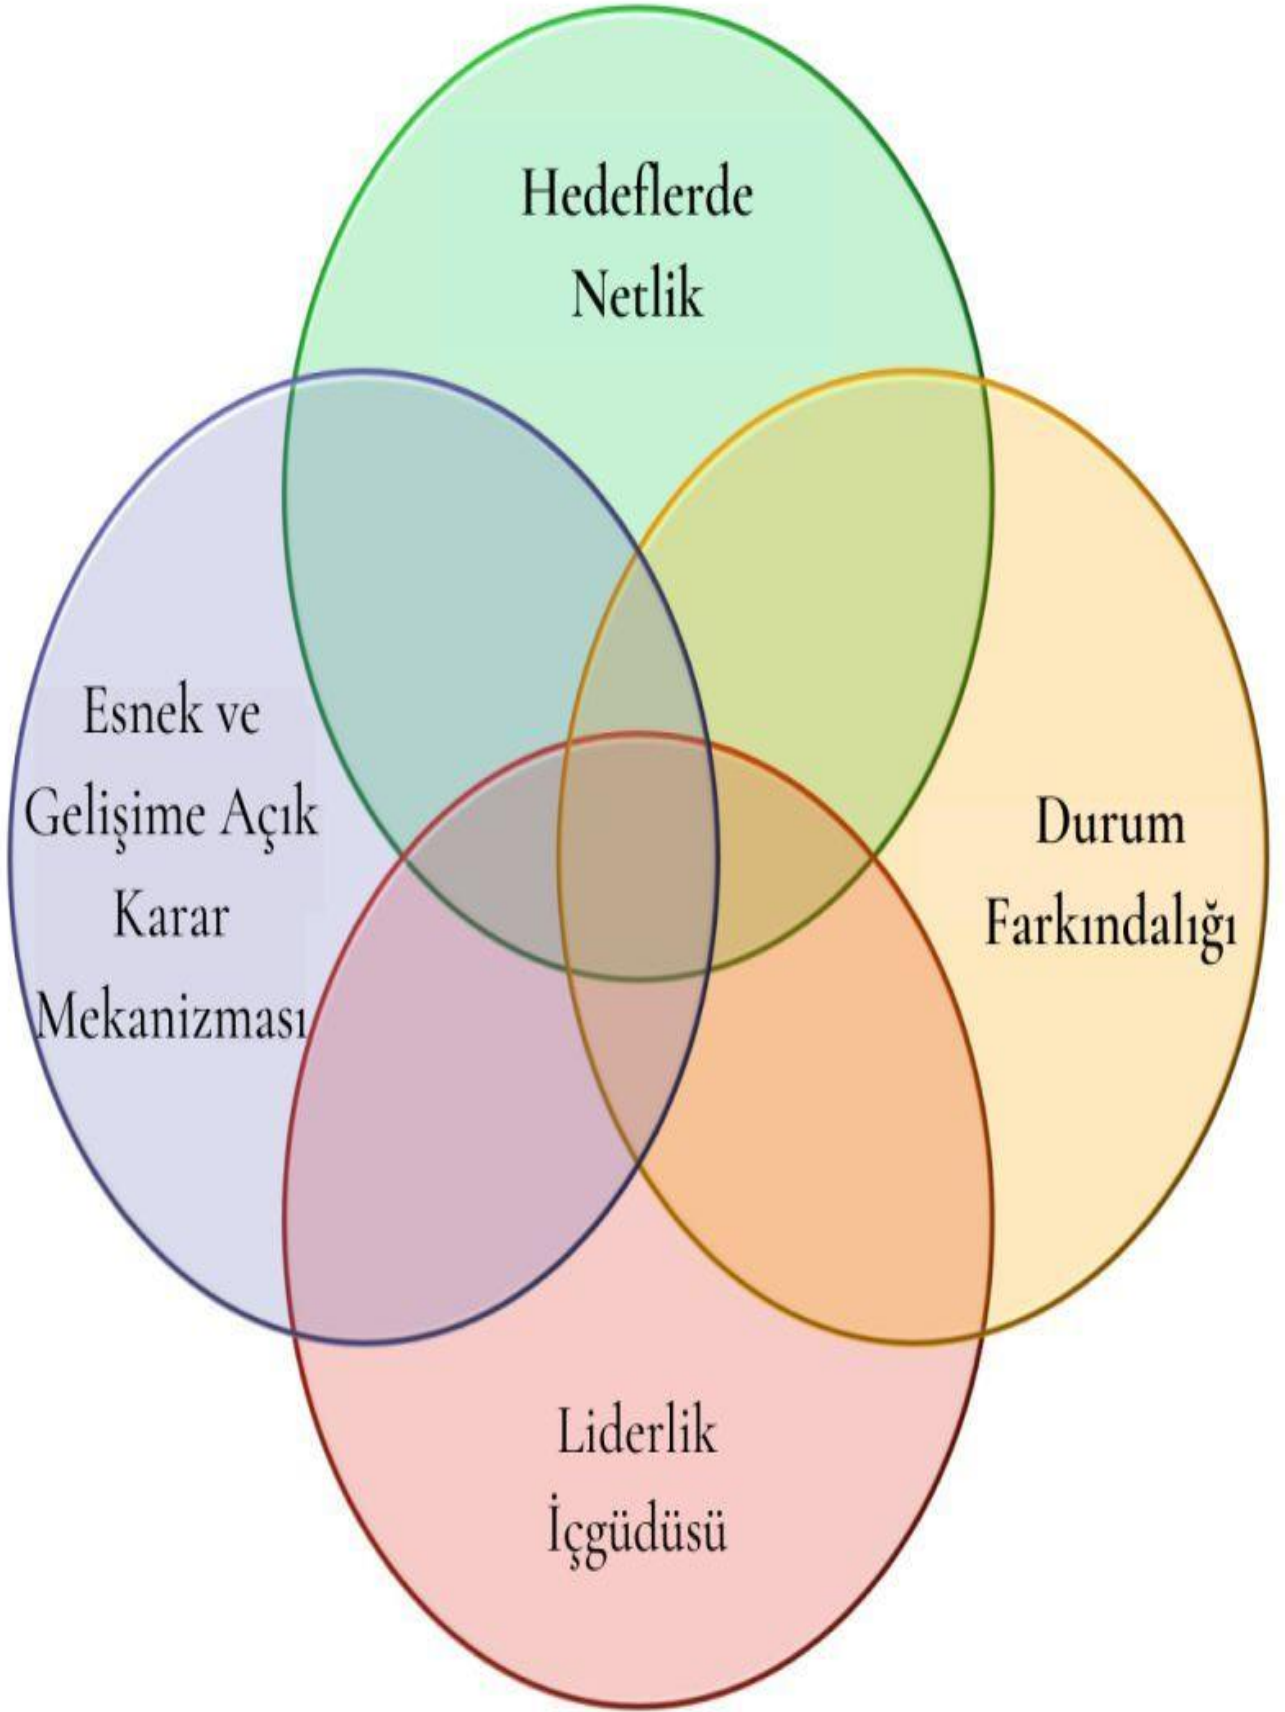 Hedeflerde
Netlik
Esnek ve
Gelişime Açık
Karar
Mekanizması
Durum
Farkındalığı
Liderlik
İçgüdüsü